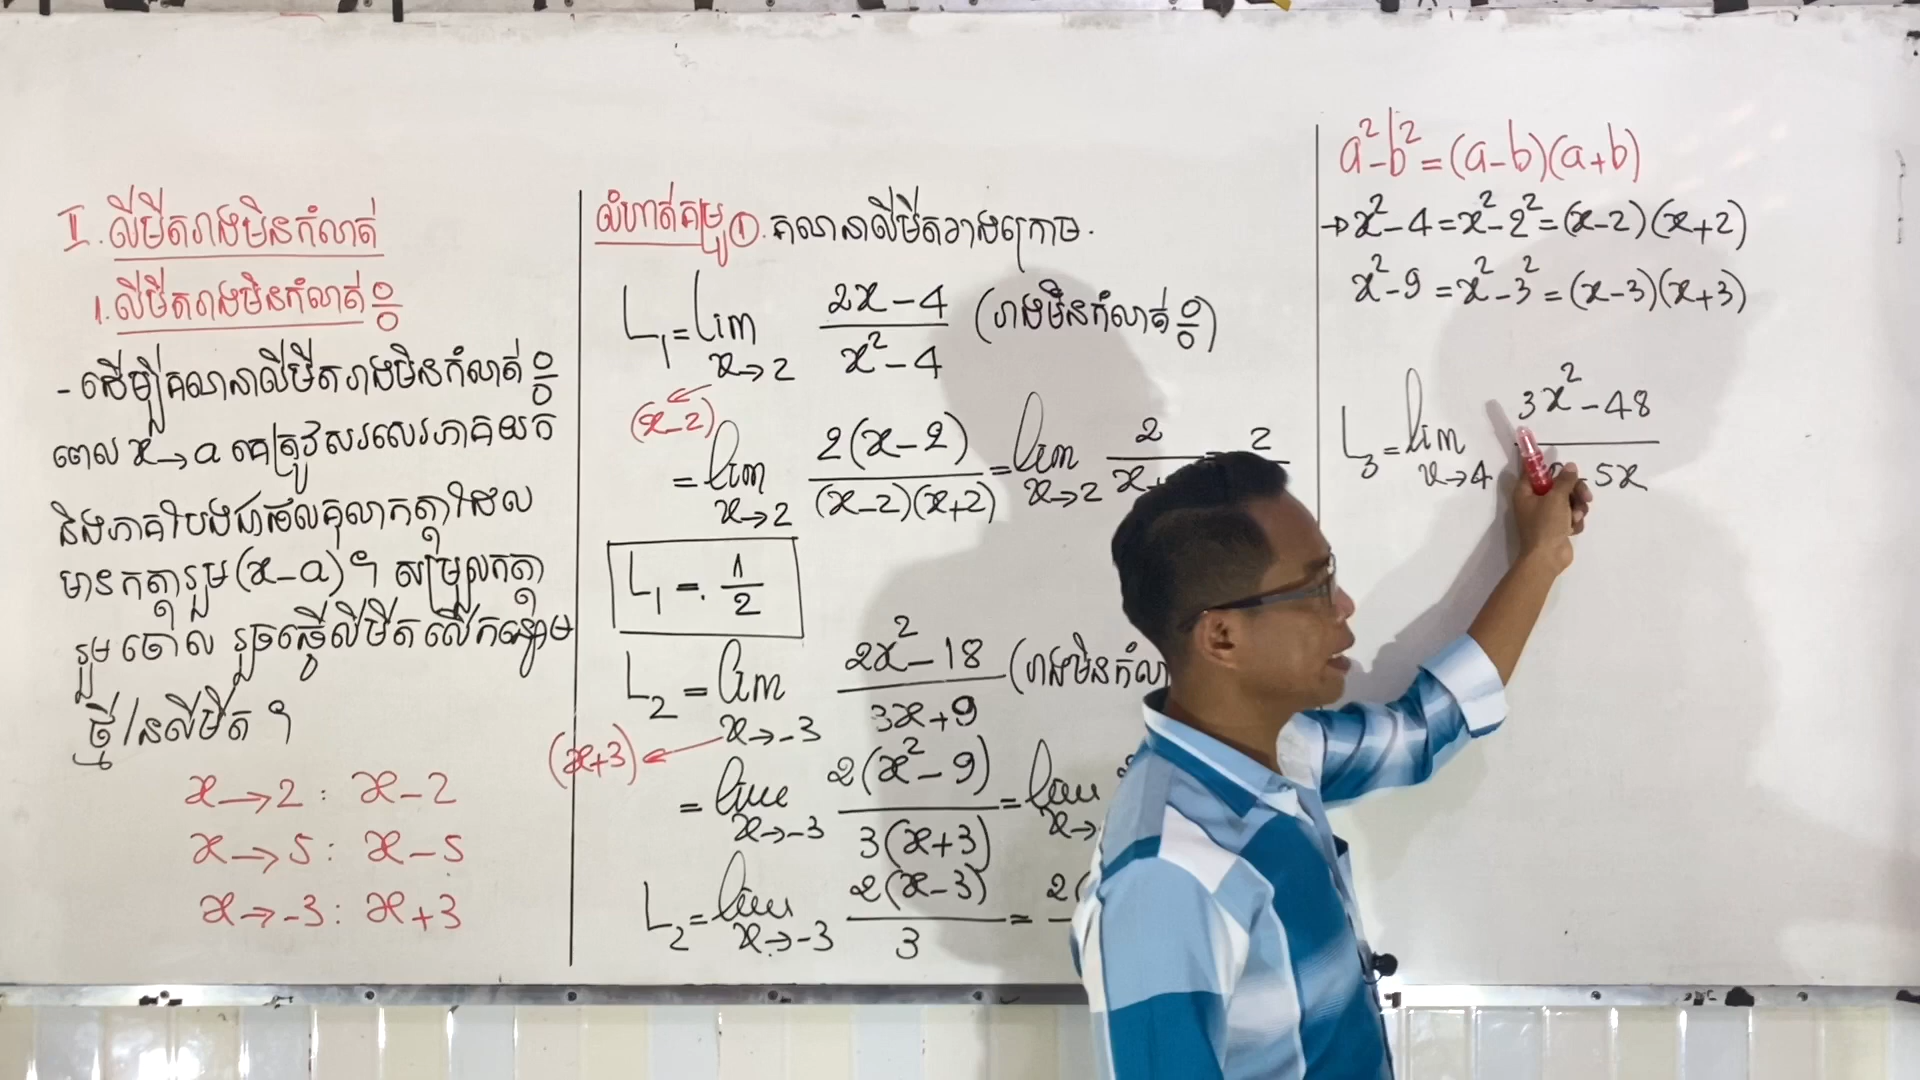 II. លីមីតរាងមិនកំណត់
1. លីមីតរាងមិនកំណត់ 0/0
- ដើម្បីគណនាលីមីតរាងមិនកំណត់ 0/0
ពេល x→a គេត្រូវសរសេរភាគយក
និងភាគបែងជាផលគុណកត្តាដែល
មានកត្តារួម (x-a) ។ សម្រួលកត្តា
រួមចោល រួចធ្វើលីមីតលើកន្សោម
ថ្មីនៃលីមីត ។
x→2 : x-2
x→5 : x-5
x→-3 : x+3
លំហាត់គម្រូ ① . គណនាលីមីតខាងក្រោម .
L₁ = lim x→2 (2x-4)/(x²-4) (រាងមិនកំណត់ 0/0)
(x-2)
= lim x→2 2(x-2)/((x-2)(x+2)) = lim x→2 2/x = 2
L₁ = 1/2
L₂ = lim x→-3 (2x²-18)/(3x+9) (រាងមិនកំណ
(x+3)
= lim x→-3 2(x²-9)/(3(x+3)) = lim x→
L₂ = lim x→-3 2(x-3)/3 = 2(
a²-b² = (a-b)(a+b)
→ x²-4 = x²-2² = (x-2)(x+2)
x²-9 = x²-3² = (x-3)(x+3)
L₃ = lim x→4 (3x²-48)/( -5x)